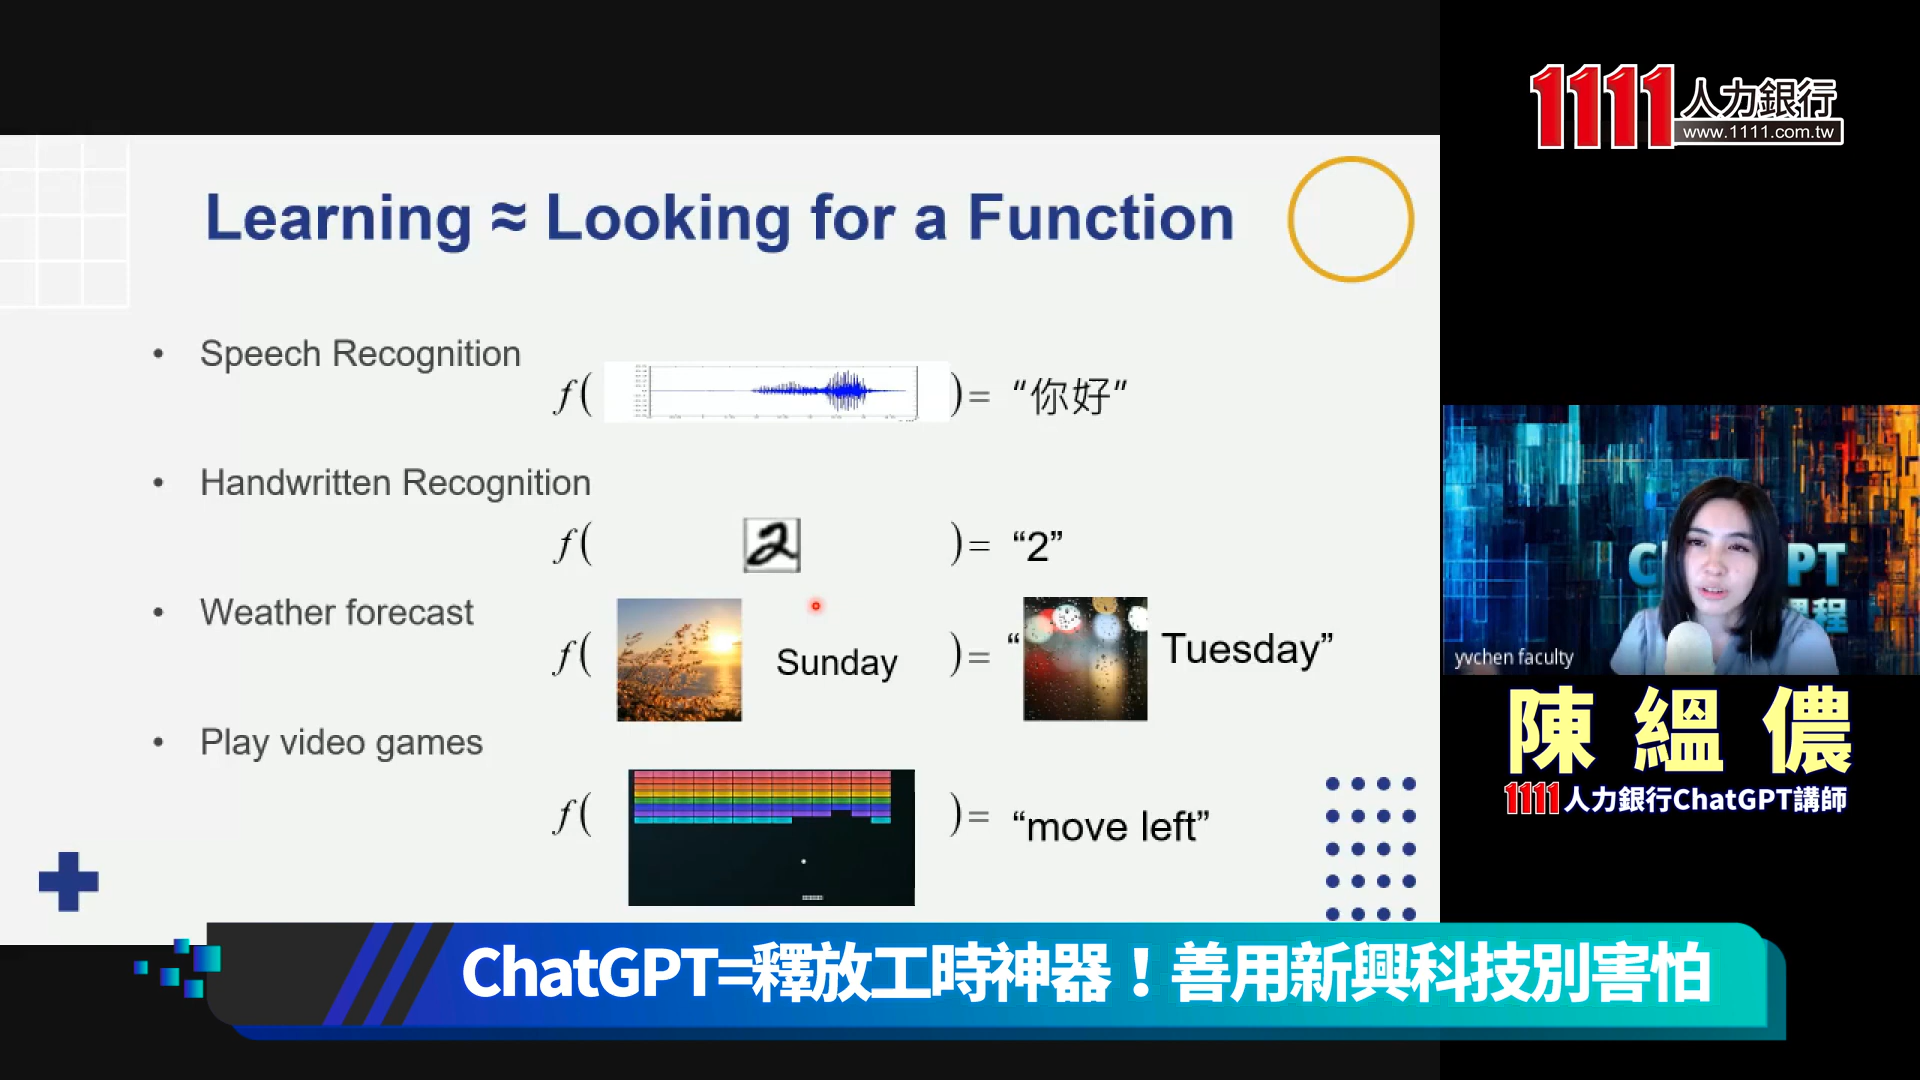 Learning ≈ Looking for a Function
• Speech Recognition
f( )= “你好”
• Handwritten Recognition
f( 2 )= “2”
• Weather forecast
f( Sunday )= “ Tuesday”
• Play video games
f( )= “move left”
1111人力銀行
www.1111.com.tw
yvchen faculty
陳縕儂
1111人力銀行ChatGPT講師
ChatGPT=釋放工時神器！善用新興科技別害怕